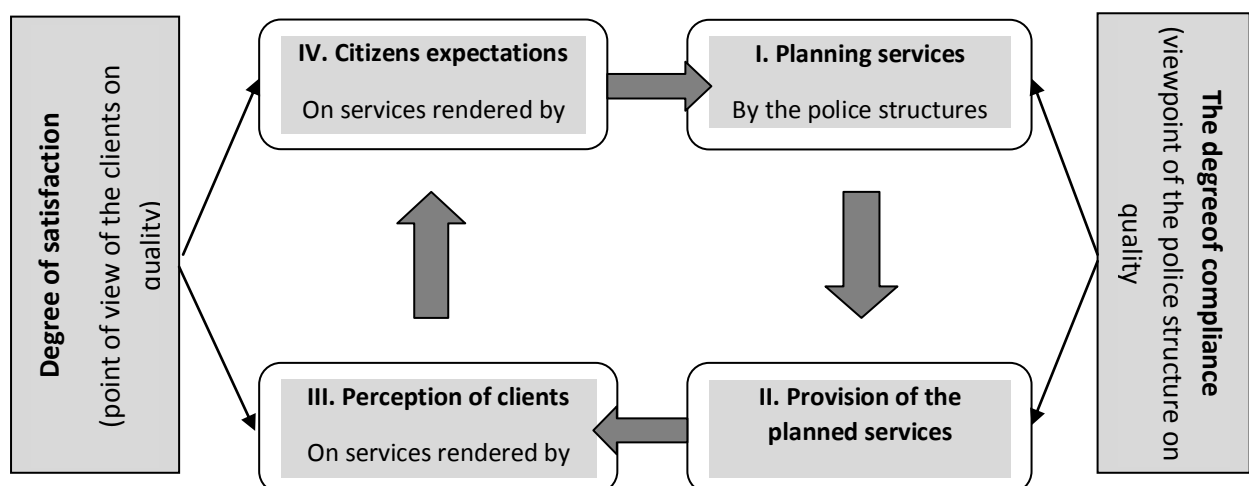 Degree of satisfaction
(point of view of the clients on
quality)
IV. Citizens expectations
On services rendered by
I. Planning services
By the police structures
III. Perception of clients
On services rendered by
II. Provision of the
planned services
The degreeof compliance
(viewpoint of the police structure on
quality